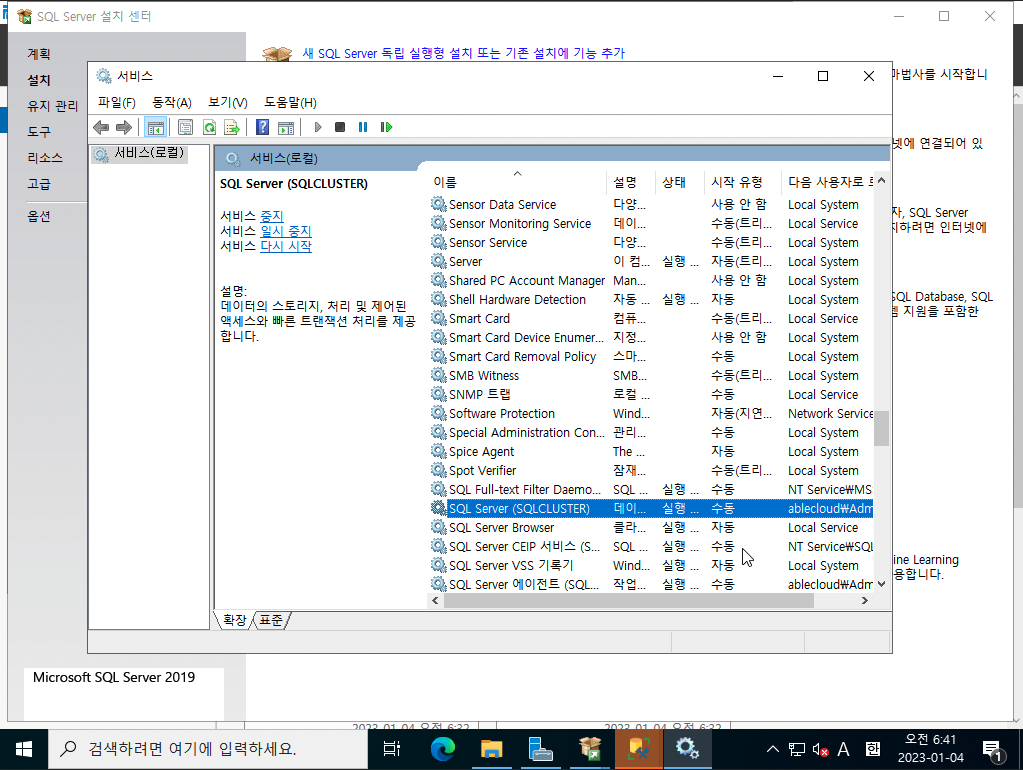 SQL Server 설치 센터
계획
설치
유지 관리
도구
리소스
고급
옵션
새 SQL Server 독립 실행형 설치 또는 기존 설치에 기능 추가
마법사를 시작합니
넷에 연결되어 있
자, SQL Server
하려면 인터넷에
SQL Database, SQL
지원을 포함한
ine Learning
용합니다.
Microsoft SQL Server 2019
서비스
파일(F) 동작(A) 보기(V) 도움말(H)
서비스(로컬)
서비스(로컬)
SQL Server (SQLCLUSTER)
서비스 중지
서비스 일시 중지
서비스 다시 시작
설명:
데이터의 스토리지, 처리 및 제어된
액세스와 빠른 트랜잭션 처리를 제공
합니다.
이름 설명 상태 시작 유형 다음 사용자로 로
Sensor Data Service 다양... 사용 안 함 Local System
Sensor Monitoring Service 데이... 수동(트리... Local Service
Sensor Service 다양... 수동(트리... Local System
Server 이 컴... 실행 ... 자동(트리... Local System
Shared PC Account Manager Man... 사용 안 함 Local System
Shell Hardware Detection 자동 ... 실행 ... 자동 Local System
Smart Card 컴퓨... 수동(트리... Local Service
Smart Card Device Enumer... 지정... 사용 안 함 Local System
Smart Card Removal Policy 스마... 수동 Local System
SMB Witness SMB... 수동(트리... Local System
SNMP 트랩 로컬 ... 수동 Local Service
Software Protection Wind... 자동(지연... Network Service
Special Administration Con... 관리... 수동 Local System
Spice Agent The ... 자동 Local System
Spot Verifier 잠재... 수동(트리... Local System
SQL Full-text Filter Daemo... SQL ... 실행 ... 수동 NT Service₩MS
SQL Server (SQLCLUSTER) 데이... 실행 ... 수동 ablecloud₩Adm
SQL Server Browser 클라... 실행 ... 자동 Local Service
SQL Server CEIP 서비스 (S... SQL ... 실행 ... 수동 NT Service₩SQL
SQL Server VSS 기록기 Wind... 실행 ... 자동 Local System
SQL Server 에이전트 (SQL... 작업... 실행 ... 수동 ablecloud₩Adm
확장 표준
2023-01-04 오전 6:32 2023-01-04 오전 6:32
검색하려면 여기에 입력하세요.
A 한
오전 6:41
2023-01-04
1